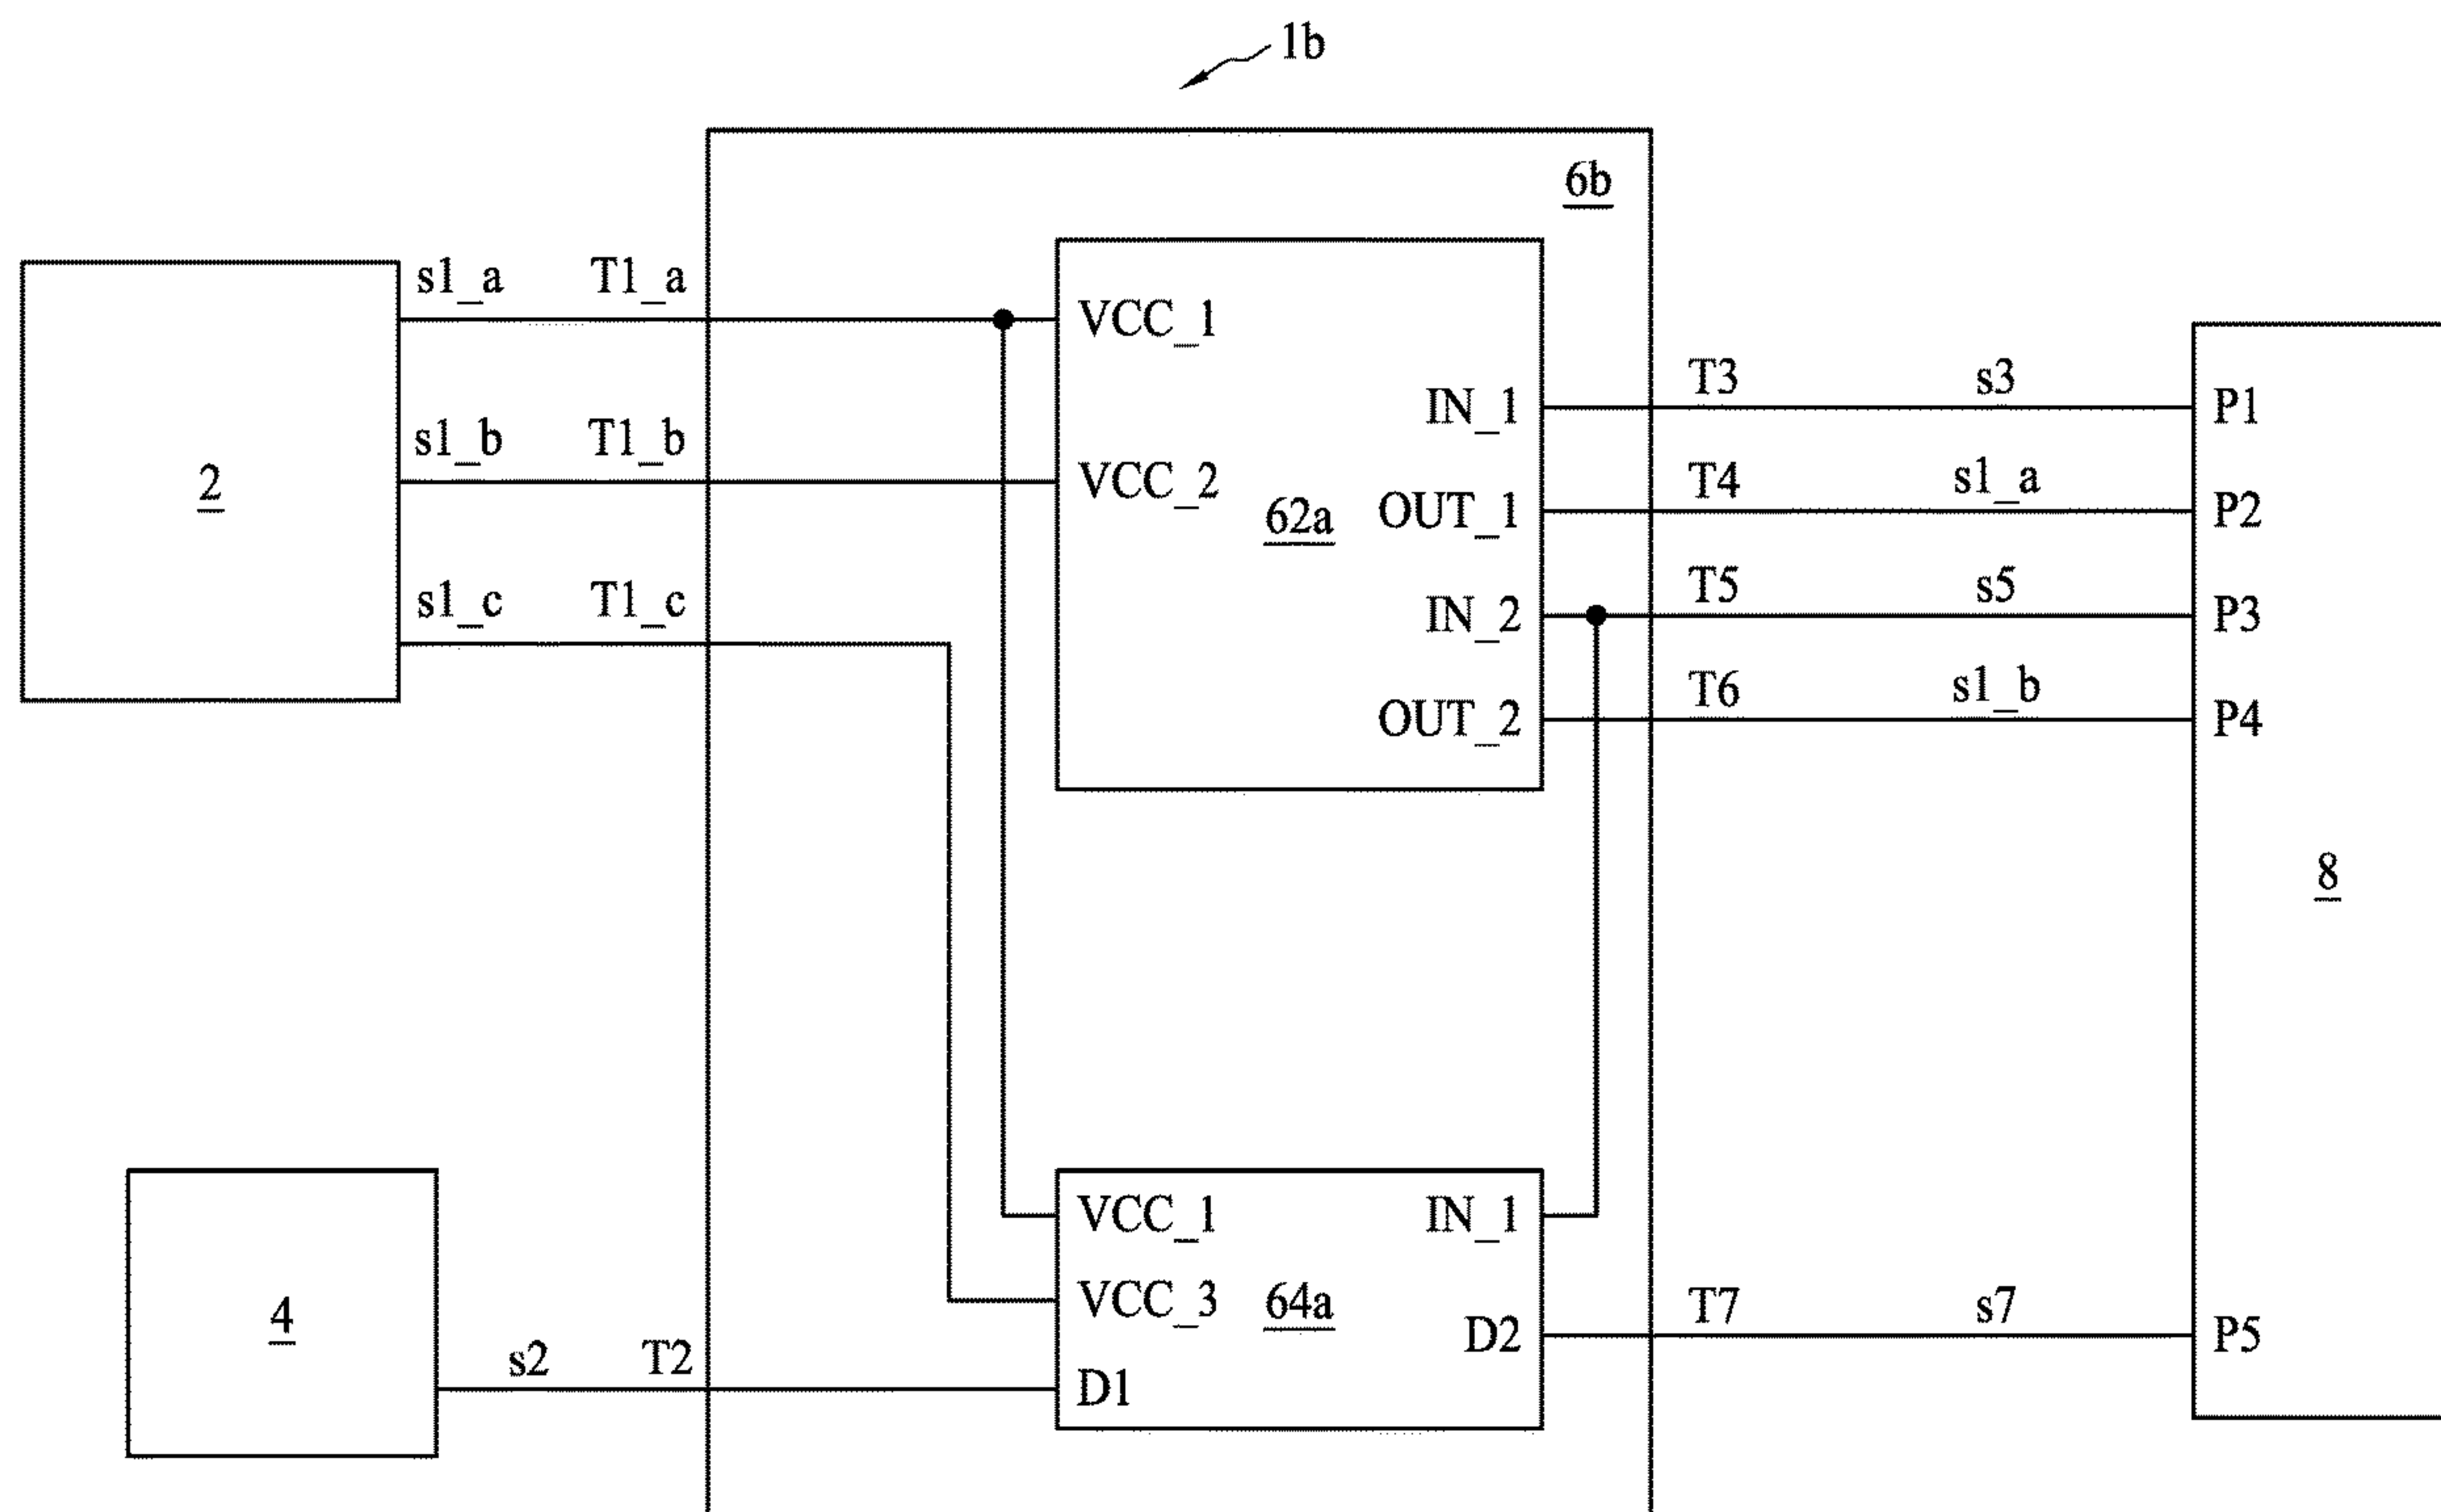 1b
6b
s1_a T1_a
VCC_1
T3 s3
IN_1 P1
s1_b T1_b
2
VCC_2
T4 s1_a
62a OUT_1 P2
s1_c T1_c
T5 s5
IN_2 P3
T6 s1_b
OUT_2 P4
8
VCC_1 IN_1
VCC_3 64a
4
T7 s7
D2 P5
s2 T2
D1